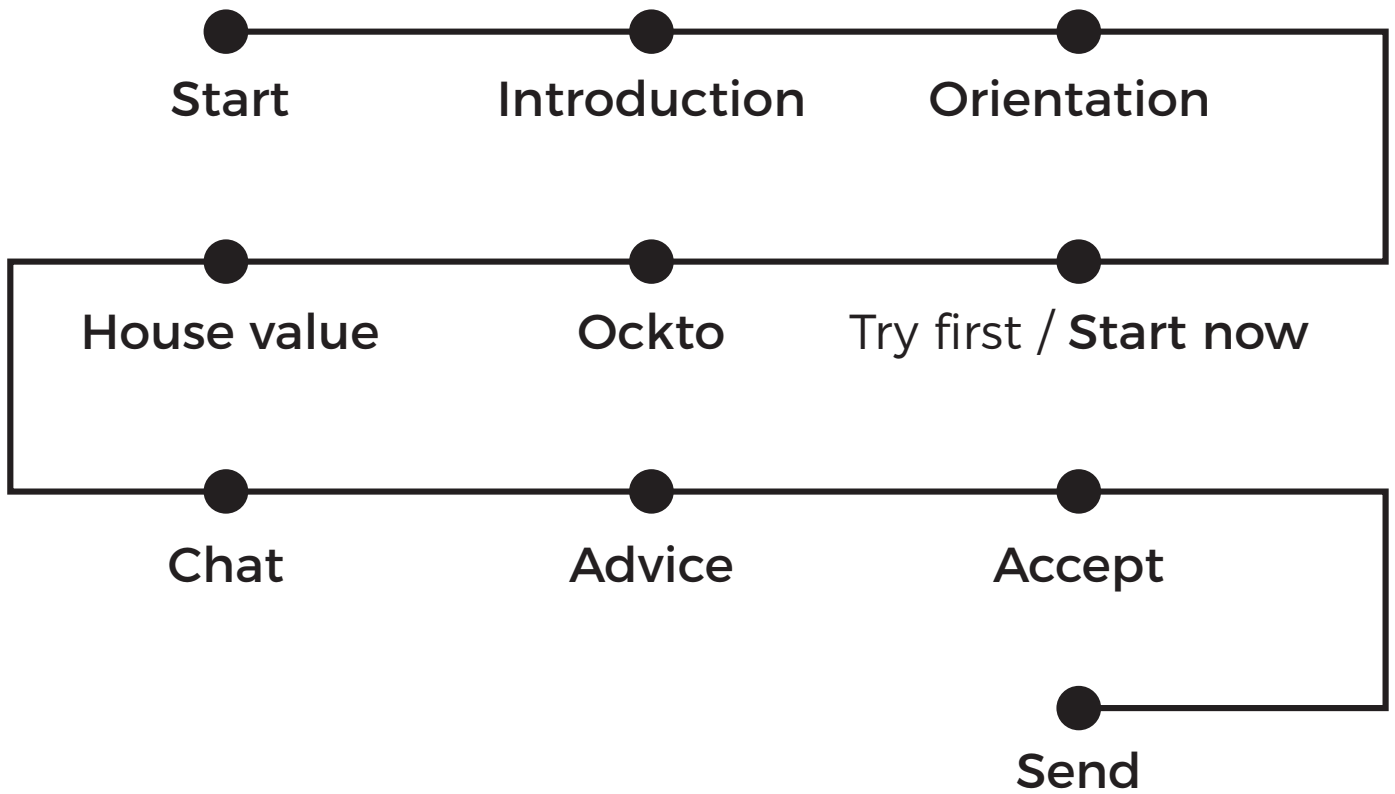 Start Introduction Orientation
House value Ockto Try first / Start now
Chat Advice Accept
Send